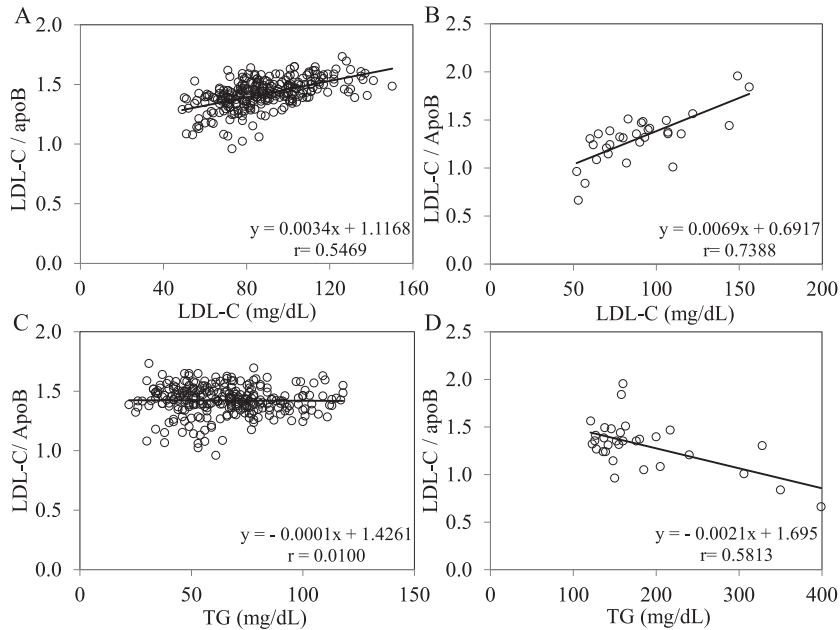 A
LDL-C / apoB
2.0
1.5
1.0
0.5
0.0
y = 0.0034x + 1.1168
r= 0.5469
0 40 80 120 160
LDL-C (mg/dL)
B
LDL-C / ApoB
2.5
2.0
1.5
1.0
0.5
0.0
y = 0.0069x + 0.6917
r= 0.7388
0 50 100 150 200
LDL-C (mg/dL)
C
LDL-C/ ApoB
2.0
1.5
1.0
0.5
0.0
y = - 0.0001x + 1.4261
r = 0.0100
0 50 100 150
TG (mg/dL)
D
LDL-C / apoB
2.5
2.0
1.5
1.0
0.5
0.0
y = - 0.0021x + 1.695
r= 0.5813
0 100 200 300 400
TG (mg/dL)